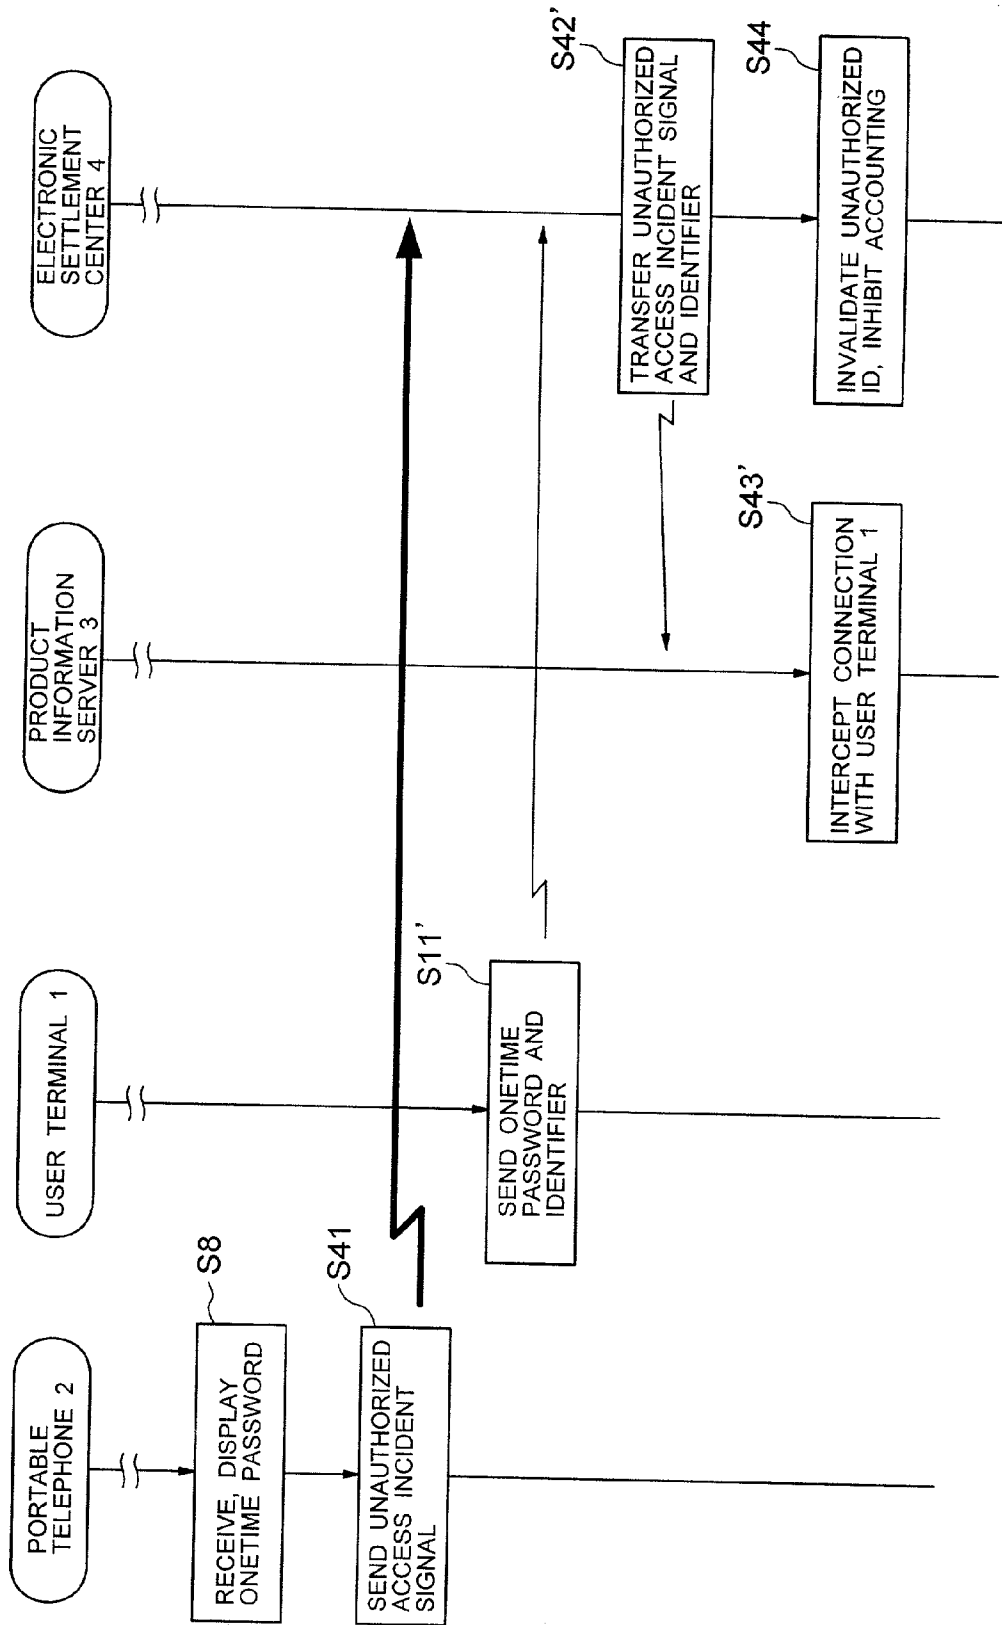 PORTABLE
TELEPHONE 2
USER TERMINAL 1
PRODUCT
INFORMATION
SERVER 3
ELECTRONIC
SETTLEMENT
CENTER 4
S8
RECEIVE, DISPLAY
ONETIME PASSWORD
S41
SEND UNAUTHORIZED
ACCESS INCIDENT
SIGNAL
S11'
SEND ONETIME
PASSWORD AND
IDENTIFIER
S42'
TRANSFER UNAUTHORIZED
ACCESS INCIDENT SIGNAL
AND IDENTIFIER
S43'
INTERCEPT CONNECTION
WITH USER TERMINAL 1
S44
INVALIDATE UNAUTHORIZED
ID, INHIBIT ACCOUNTING